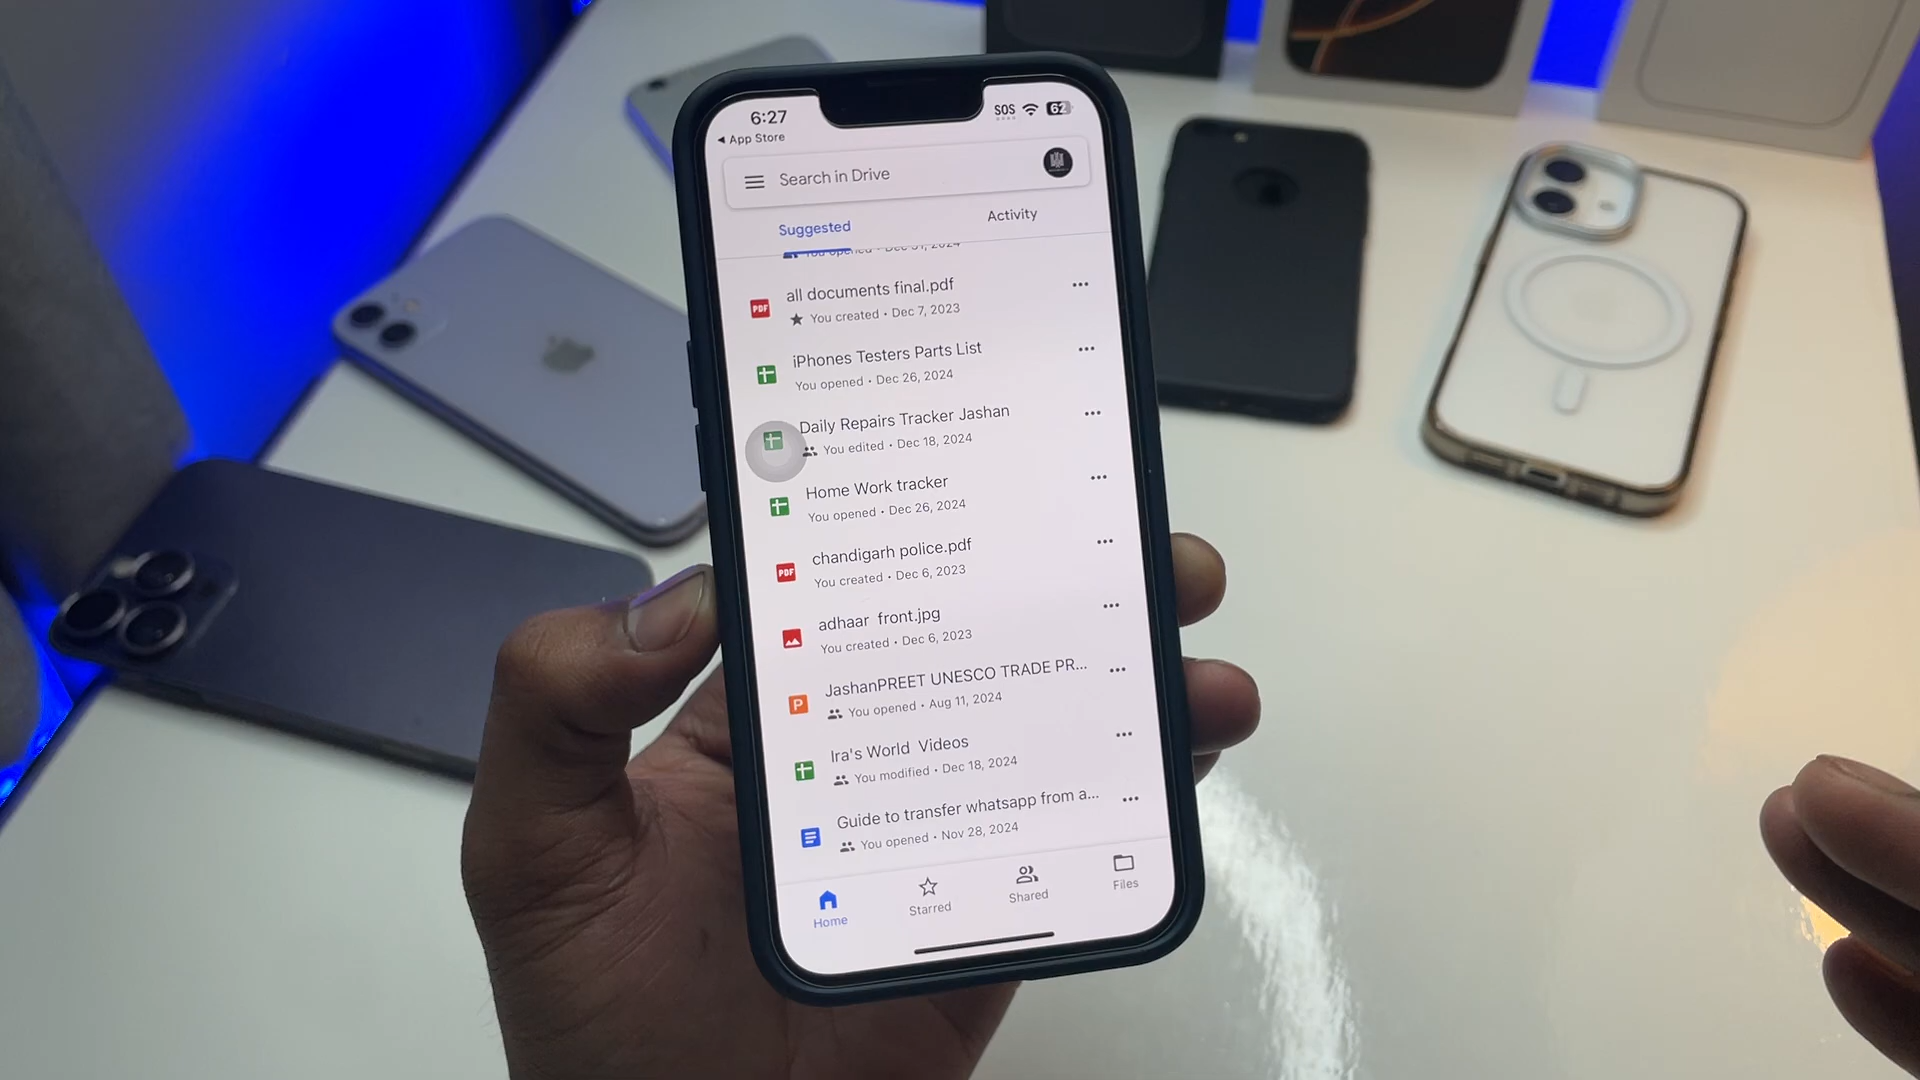 6:27
SOS
62
◀ App Store
Search in Drive
Suggested
Activity
You opened • Dec 31, 2024
all documents final.pdf
PDF
You created • Dec 7, 2023
iPhones Testers Parts List
You opened • Dec 26, 2024
Daily Repairs Tracker Jashan
You edited • Dec 18, 2024
Home Work tracker
You opened • Dec 26, 2024
chandigarh police.pdf
PDF
You created • Dec 6, 2023
adhaar front.jpg
You created • Dec 6, 2023
JashanPREET UNESCO TRADE PR...
P
You opened • Aug 11, 2024
Ira's World Videos
You modified • Dec 18, 2024
Guide to transfer whatsapp from a...
You opened • Nov 28, 2024
Home
Starred
Shared
Files